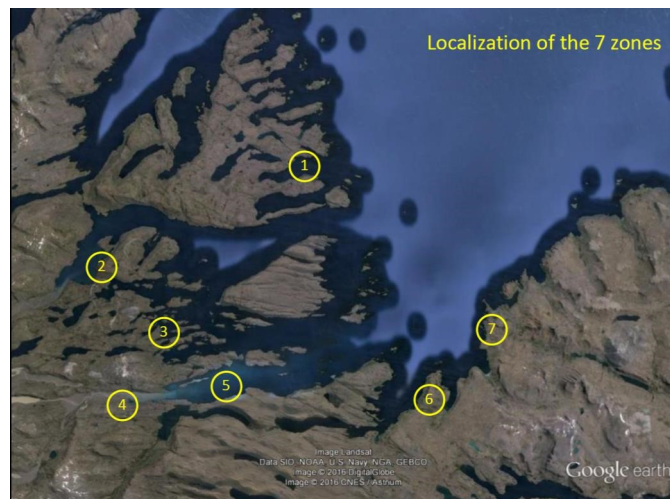 Localization of the 7 zones
1
2
3
7
5
4
6
Image Landsat
Data SIO, NOAA, U.S. Navy, NGA, GEBCO
Image © 2016 DigitalGlobe
Image © 2016 CNES / Astrium
Google earth